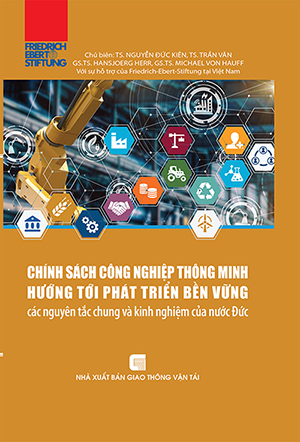 FRIEDRICH
EBERT
STIFTUNG
Chủ biên: TS. NGUYỄN ĐỨC KIÊN, TS. TRẦN VĂN
GS.TS. HANSJOERG HERR, GS.TS. MICHAEL VON HAUFF
Với sự hỗ trợ của Friedrich-Ebert-Stiftung tại Việt Nam
CHÍNH SÁCH CÔNG NGHIỆP THÔNG MINH
HƯỚNG TỚI PHÁT TRIỂN BỀN VỮNG
các nguyên tắc chung và kinh nghiệm của nước Đức
NHÀ XUẤT BẢN GIAO THÔNG VẬN TẢI